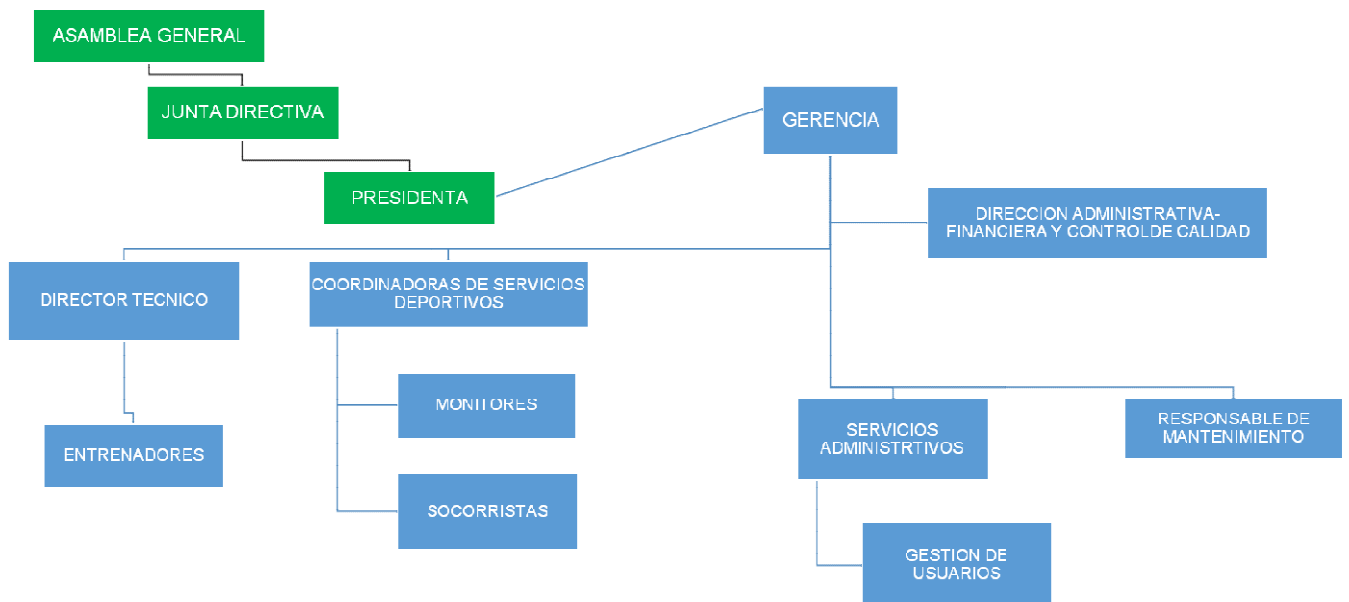 ASAMBLEA GENERAL
JUNTA DIRECTIVA
GERENCIA
PRESIDENTA
DIRECCION ADMINISTRATIVA-
FINANCIERA Y CONTROLDE CALIDAD
DIRECTOR TECNICO
COORDINADORAS DE SERVICIOS
DEPORTIVOS
MONITORES
SERVICIOS
ADMINISTRTIVOS
RESPONSABLE DE
MANTENIMIENTO
ENTRENADORES
SOCORRISTAS
GESTION DE
USUARIOS